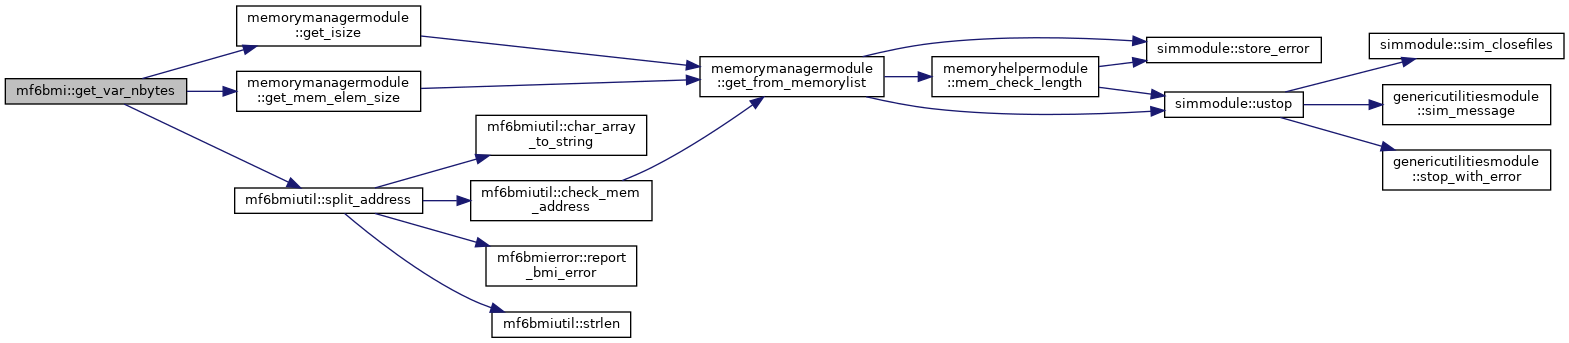 mf6bmi::get_var_nbytes
memorymanagermodule
::get_isize
memorymanagermodule
::get_mem_elem_size
mf6bmiutil::split_address
mf6bmiutil::char_array
_to_string
mf6bmiutil::check_mem
_address
mf6bmierror::report
_bmi_error
mf6bmiutil::strlen
memorymanagermodule
::get_from_memorylist
memoryhelpermodule
::mem_check_length
simmodule::store_error
simmodule::ustop
simmodule::sim_closefiles
genericutilitiesmodule
::sim_message
genericutilitiesmodule
::stop_with_error